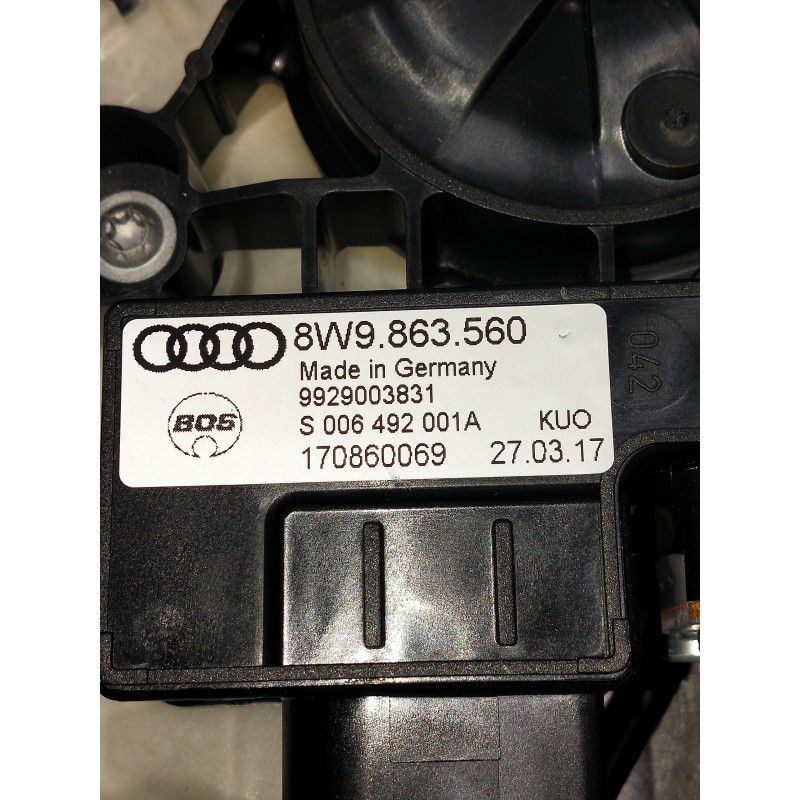 8W9.863.560
Made in Germany
9929003831
BOS
S 006 492 001A KUO
170860069 27.03.17
042